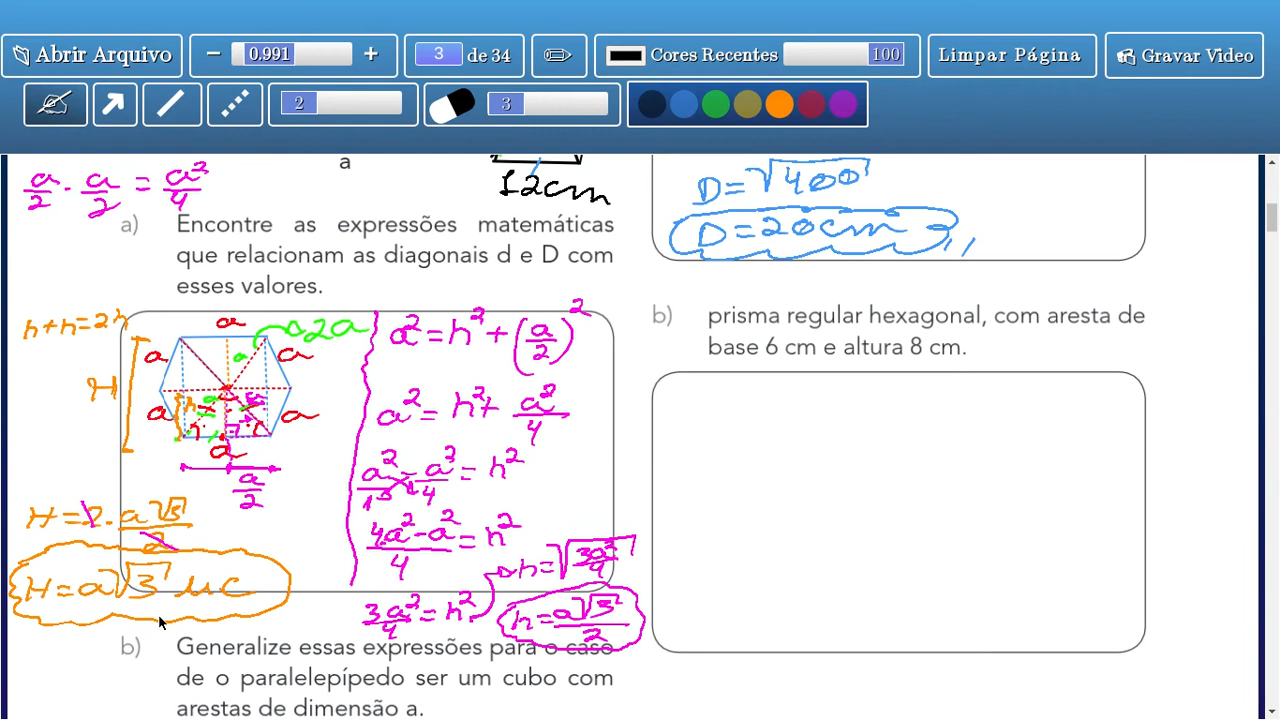 Abrir Arquivo
− 0.991 +
3 de 34
Cores Recentes 100
Limpar Página
Gravar Video
2
3
a/2 · a/2 = a²/4
a
12cm
a) Encontre as expressões matemáticas
que relacionam as diagonais d e D com
esses valores.
h+h=2h
H
a
2a
a
a
a
a
a
a/2
H = 2. a√3/2
H = a√3 uc
a² = h² + (a/2)²
a² = h² + a²/4
a²/1 - a²/4 = h²
4a² - a²/4 = h²
3a²/4 = h²
h = √3a²/4
h = a√3/2
b) Generalize essas expressões para o caso
de o paralelepípedo ser um cubo com
arestas de dimensão a.
D = √400
D = 20cm
b) prisma regular hexagonal, com aresta de
base 6 cm e altura 8 cm.